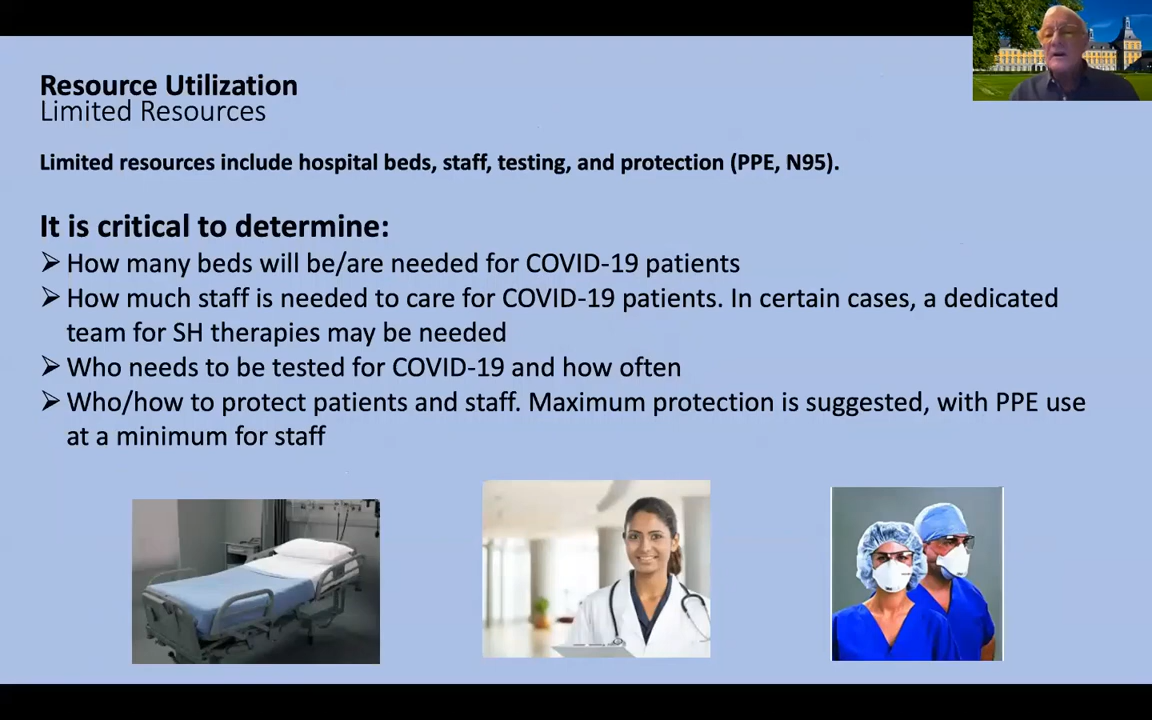 Resource Utilization
Limited Resources
Limited resources include hospital beds, staff, testing, and protection (PPE, N95).
It is critical to determine:
➢ How many beds will be/are needed for COVID-19 patients
➢ How much staff is needed to care for COVID-19 patients. In certain cases, a dedicated
team for SH therapies may be needed
➢ Who needs to be tested for COVID-19 and how often
➢ Who/how to protect patients and staff. Maximum protection is suggested, with PPE use
at a minimum for staff